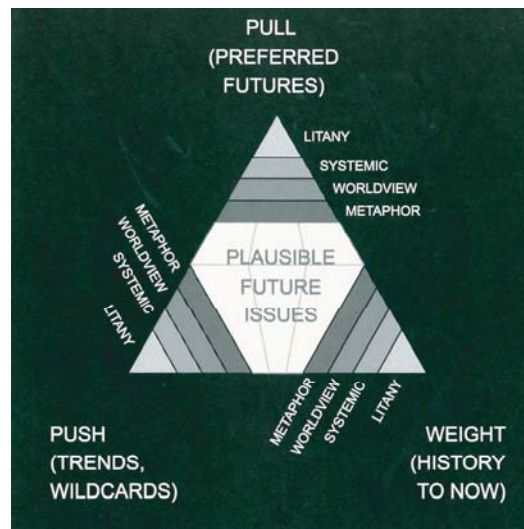 PULL
(PREFERRED
FUTURES)
LITANY
SYSTEMIC
WORLDVIEW
METAPHOR
METAPHOR
WORLDVIEW
SYSTEMIC
LITANY
PLAUSIBLE
FUTURE
ISSUES
METAPHOR
WORLDVIEW
SYSTEMIC
LITANY
PUSH
(TRENDS,
WILDCARDS)
WEIGHT
(HISTORY
TO NOW)